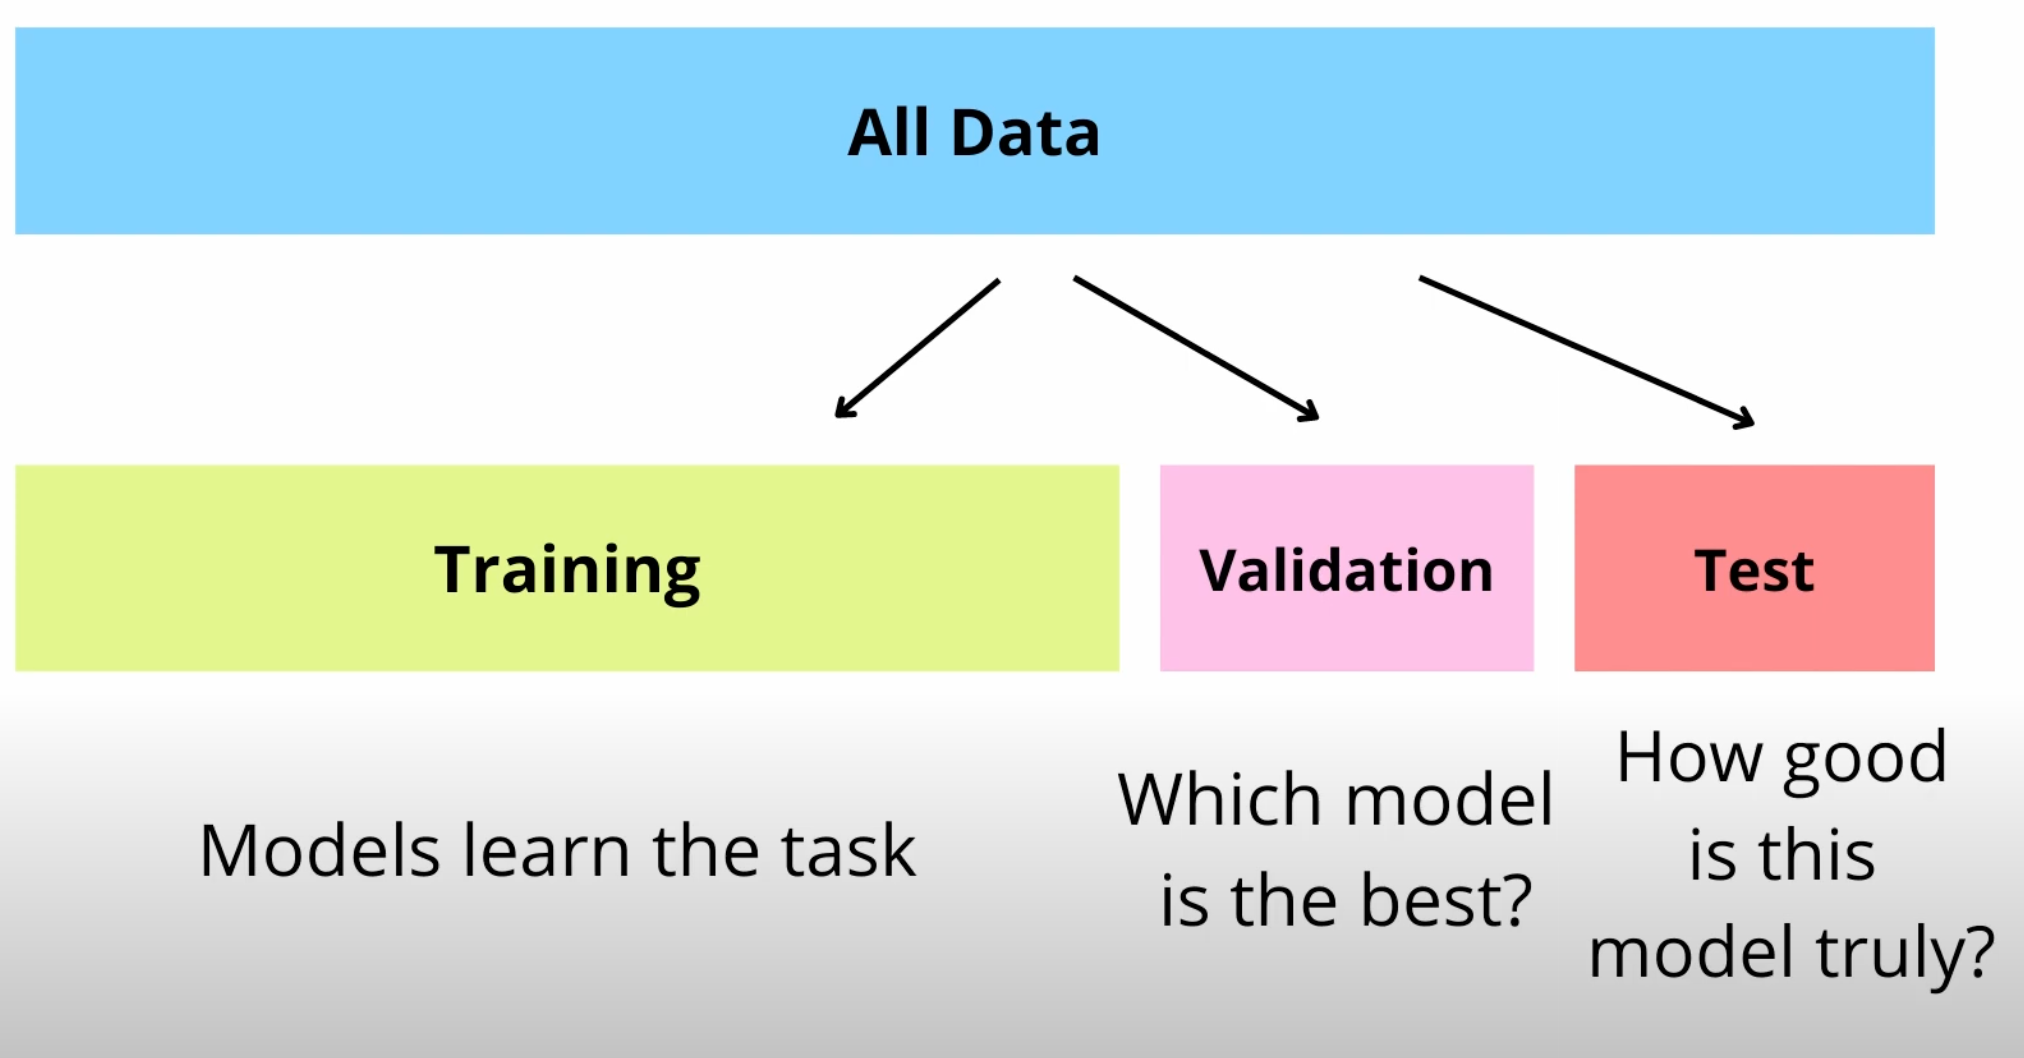 All Data
Training
Validation
Test
Models learn the task
Which model
is the best?
How good
is this
model truly?